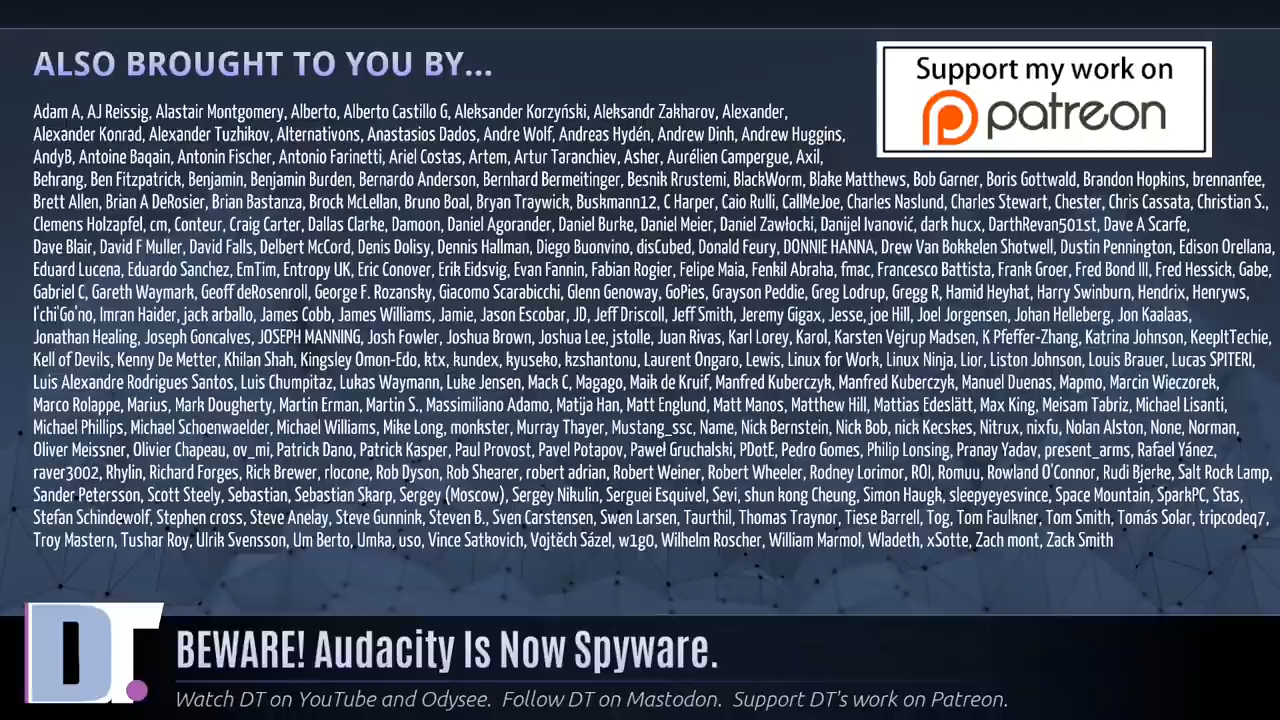 ALSO BROUGHT TO YOU BY...
Support my work on
patreon
Adam A, AJ Reissig, Alastair Montgomery, Alberto, Alberto Castillo G, Aleksander Korzyński, Aleksandr Zakharov, Alexander,
Alexander Konrad, Alexander Tuzhikov, Alternativons, Anastasios Dados, Andre Wolf, Andreas Hydén, Andrew Dinh, Andrew Huggins,
AndyB, Antoine Baqain, Antonin Fischer, Antonio Farinetti, Ariel Costas, Artem, Artur Taranchiev, Asher, Aurélien Campergue, Axil,
Behrang, Ben Fitzpatrick, Benjamin, Benjamin Burden, Bernardo Anderson, Bernhard Bermeitinger, Besnik Rrustemi, BlackWorm, Blake Matthews, Bob Garner, Boris Gottwald, Brandon Hopkins, brennanfee,
Brett Allen, Brian A DeRosier, Brian Bastanza, Brock McLellan, Bruno Boal, Bryan Traywick, Buskmann12, C Harper, Caio Rulli, CallMeJoe, Charles Naslund, Charles Stewart, Chester, Chris Cassata, Christian S.,
Clemens Holzapfel, cm, Conteur, Craig Carter, Dallas Clarke, Damoon, Daniel Agorander, Daniel Burke, Daniel Meier, Daniel Zawłocki, Danijel Ivanović, dark hucx, DarthRevan501st, Dave A Scarfe,
Dave Blair, David F Muller, David Falls, Delbert McCord, Denis Dolisy, Dennis Hallman, Diego Buonvino, disCubed, Donald Feury, DONNIE HANNA, Drew Van Bokkelen Shotwell, Dustin Pennington, Edison Orellana,
Eduard Lucena, Eduardo Sanchez, EmTim, Entropy UK, Eric Conover, Erik Eidsvig, Evan Fannin, Fabian Rogier, Felipe Maia, Fenkil Abraha, fmac, Francesco Battista, Frank Groer, Fred Bond III, Fred Hessick, Gabe,
Gabriel C, Gareth Waymark, Geoff deRosenroll, George F. Rozansky, Giacomo Scarabicchi, Glenn Genoway, GoPies, Grayson Peddie, Greg Lodrup, Gregg R, Hamid Heyhat, Harry Swinburn, Hendrix, Henryws,
I'chi'Go'no, Imran Haider, jack arballo, James Cobb, James Williams, Jamie, Jason Escobar, JD, Jeff Driscoll, Jeff Smith, Jeremy Gigax, Jesse, joe Hill, Joel Jorgensen, Johan Helleberg, Jon Kaalaas,
Jonathan Healing, Joseph Goncalves, JOSEPH MANNING, Josh Fowler, Joshua Brown, Joshua Lee, jstolle, Juan Rivas, Karl Lorey, Karol, Karsten Vejrup Madsen, K Pfeffer-Zhang, Katrina Johnson, KeepItTechie,
Kell of Devils, Kenny De Metter, Khilan Shah, Kingsley Omon-Edo, ktx, kundex, kyuseko, kzshantonu, Laurent Ongaro, Lewis, Linux for Work, Linux Ninja, Lior, Liston Johnson, Louis Brauer, Lucas SPITERI,
Luis Alexandre Rodrigues Santos, Luis Chumpitaz, Lukas Waymann, Luke Jensen, Mack C, Magago, Maik de Kruif, Manfred Kuberczyk, Manfred Kuberczyk, Manuel Duenas, Mapmo, Marcin Wieczorek,
Marco Rolappe, Marius, Mark Dougherty, Martin Erman, Martin S., Massimiliano Adamo, Matija Han, Matt Englund, Matt Manos, Matthew Hill, Mattias Edeslätt, Max King, Meisam Tabriz, Michael Lisanti,
Michael Phillips, Michael Schoenwaelder, Michael Williams, Mike Long, monkster, Murray Thayer, Mustang_ssc, Name, Nick Bernstein, Nick Bob, nick Kecskes, Nitrux, nixfu, Nolan Alston, None, Norman,
Oliver Meissner, Olivier Chapeau, ov_mi, Patrick Dano, Patrick Kasper, Paul Provost, Pavel Potapov, Paweł Gruchalski, PDotE, Pedro Gomes, Philip Lonsing, Pranay Yadav, present_arms, Rafael Yánez,
raver3002, Rhylin, Richard Forges, Rick Brewer, rlocone, Rob Dyson, Rob Shearer, robert adrian, Robert Weiner, Robert Wheeler, Rodney Lorimor, ROI, Romuu, Rowland O'Connor, Rudi Bjerke, Salt Rock Lamp,
Sander Petersson, Scott Steely, Sebastian, Sebastian Skarp, Sergey (Moscow), Sergey Nikulin, Serguei Esquivel, Sevi, shun kong Cheung, Simon Haugk, sleepyeyesvince, Space Mountain, SparkPC, Stas,
Stefan Schindewolf, Stephen cross, Steve Anelay, Steve Gunnink, Steven B., Sven Carstensen, Swen Larsen, Taurthil, Thomas Traynor, Tiese Barrell, Tog, Tom Faulkner, Tom Smith, Tomás Solar, tripcodeq7,
Troy Mastern, Tushar Roy, Ulrik Svensson, Um Berto, Umka, uso, Vince Satkovich, Vojtěch Sázel, w1g0, Wilhelm Roscher, William Marmol, Wladeth, xSotte, Zach mont, Zack Smith
DT.
BEWARE! Audacity Is Now Spyware.
Watch DT on YouTube and Odysee. Follow DT on Mastodon. Support DT's work on Patreon.